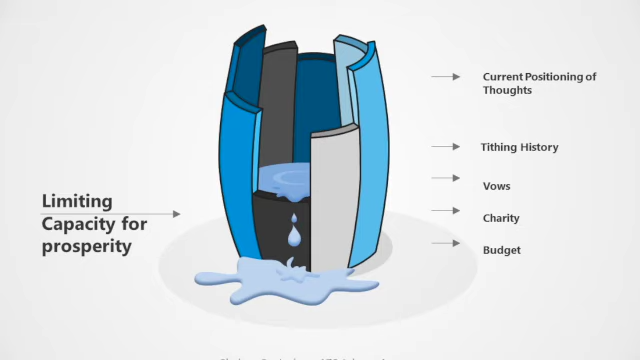 Current Positioning of
Thoughts
Tithing History
Vows
Limiting
Capacity for
prosperity
Charity
Budget